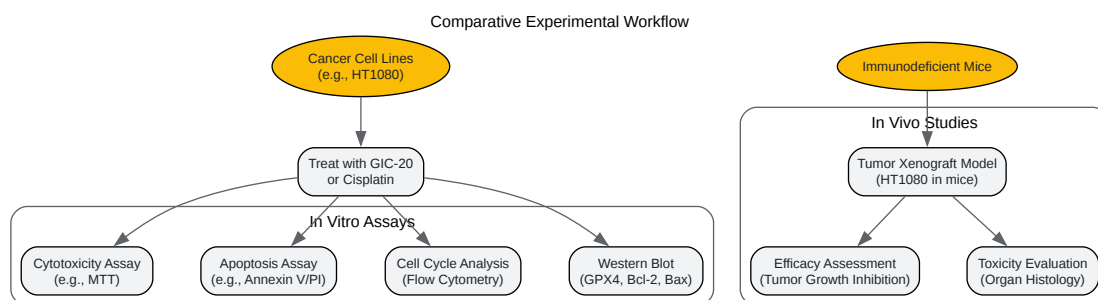 Comparative Experimental Workflow
Cancer Cell Lines
(e.g., HT1080)
Immunodeficient Mice
In Vivo Studies
Treat with GIC-20
or Cisplatin
Tumor Xenograft Model
(HT1080 in mice)
In Vitro Assays
Cytotoxicity Assay
(e.g., MTT)
Apoptosis Assay
(e.g., Annexin V/PI)
Cell Cycle Analysis
(Flow Cytometry)
Western Blot
(GPX4, Bcl-2, Bax)
Efficacy Assessment
(Tumor Growth Inhibition)
Toxicity Evaluation
(Organ Histology)